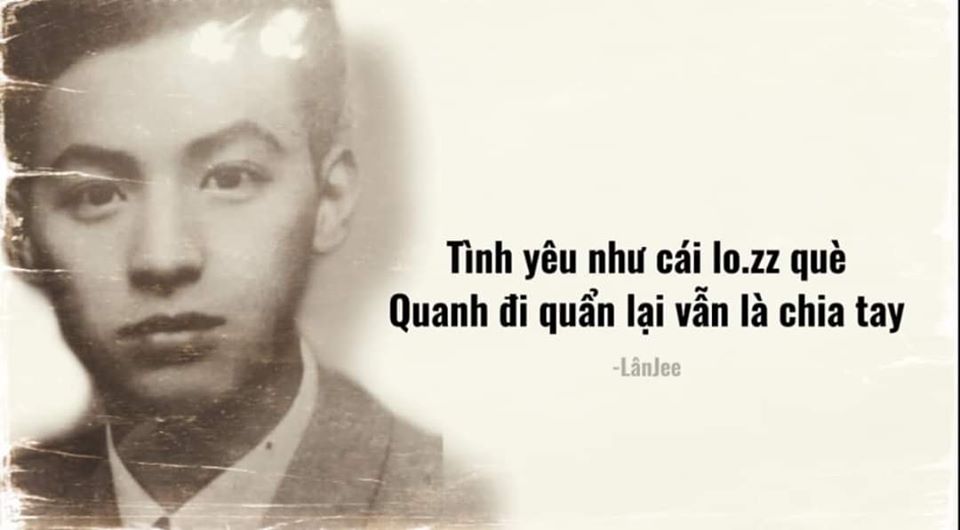 Tình yêu như cái lo.zz què
Quanh đi quẩn lại vẫn là chia tay
-LânJee